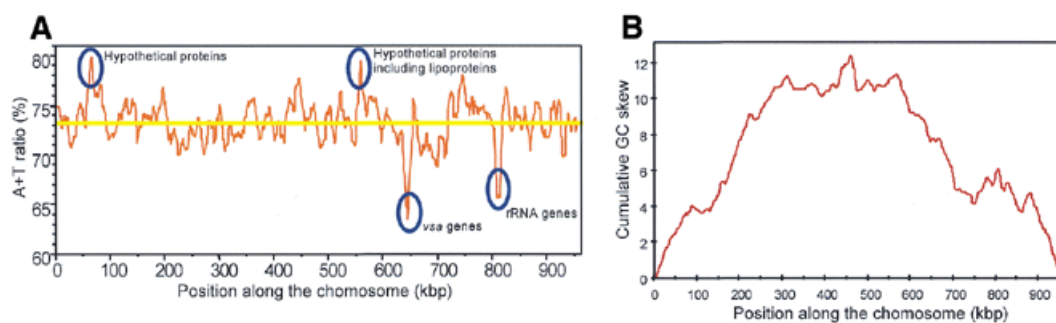 A
Hypothetical proteins
Hypothetical proteins
including lipoproteins
vsa genes
rRNA genes
A+T ratio (%)
80
75
70
65
60
0 100 200 300 400 500 600 700 800 900
Position along the chomosome (kbp)
B
Cumulative GC skew
12
10
8
6
4
2
0
0 100 200 300 400 500 600 700 800 900
Position along the chromosome (kbp)